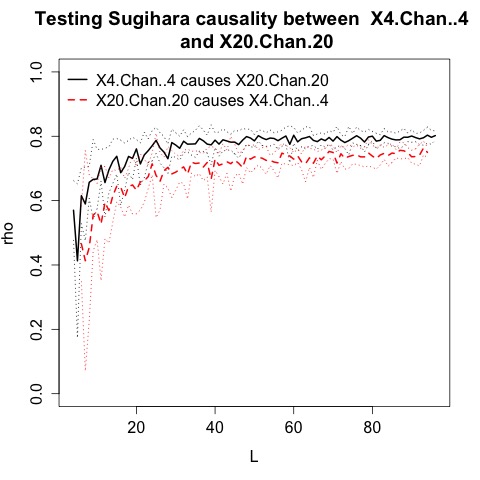 Testing Sugihara causality between  X4.Chan..4
and X20.Chan.20
X4.Chan..4 causes X20.Chan.20
X20.Chan.20 causes X4.Chan..4
rho
1.0
0.8
0.6
0.4
0.2
0.0
20 40 60 80
L